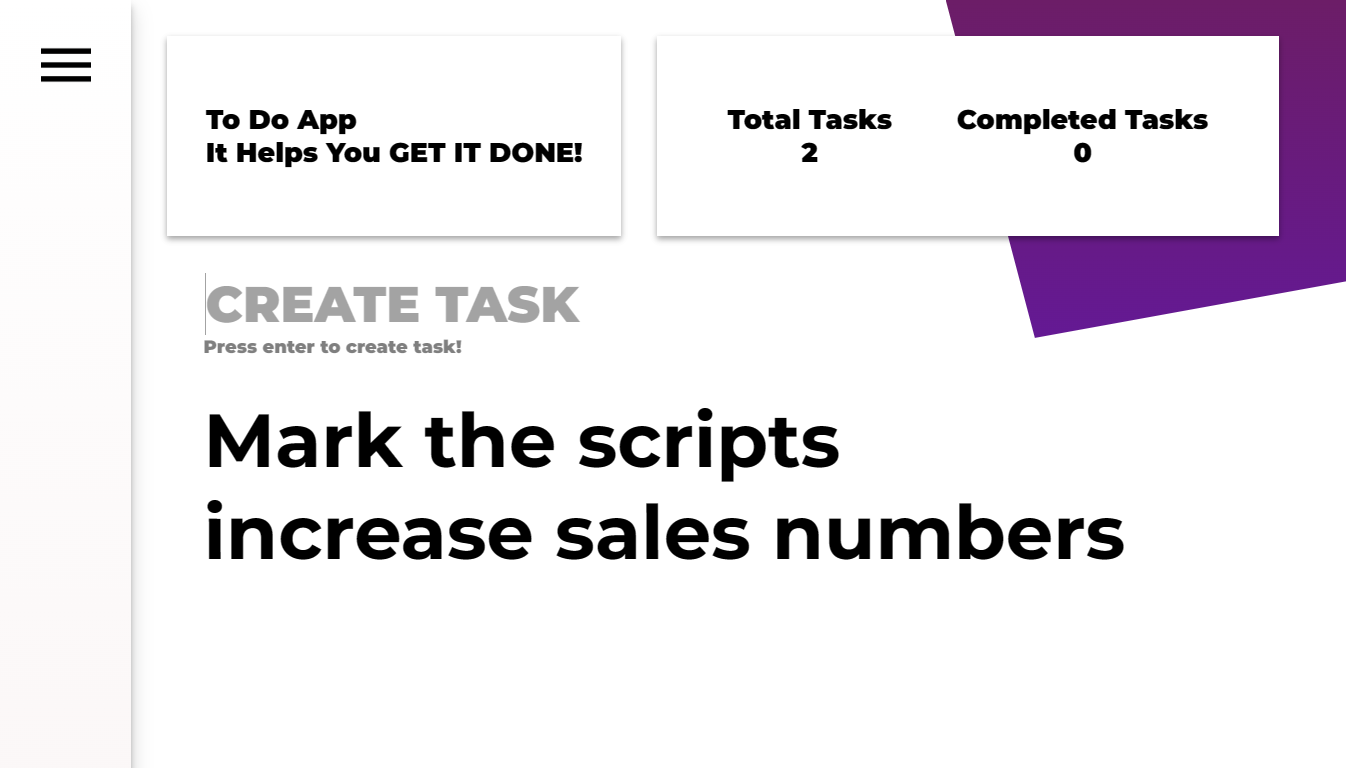 To Do App
It Helps You GET IT DONE!
Total Tasks
2
Completed Tasks
0
CREATE TASK
Press enter to create task!
Mark the scripts
increase sales numbers